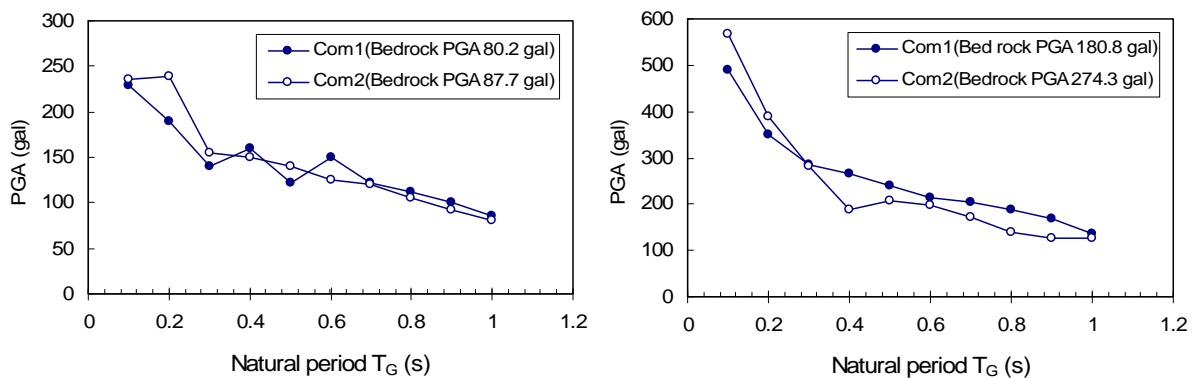 300
250
200
150
100
50
0
PGA (gal)
Com1(Bedrock PGA 80.2 gal)
Com2(Bedrock PGA 87.7 gal)
0 0.2 0.4 0.6 0.8 1 1.2
Natural period TG (s)
600
500
400
300
200
100
0
PGA (gal)
Com1(Bed rock PGA 180.8 gal)
Com2(Bedrock PGA 274.3 gal)
0 0.2 0.4 0.6 0.8 1 1.2
Natural period TG (s)